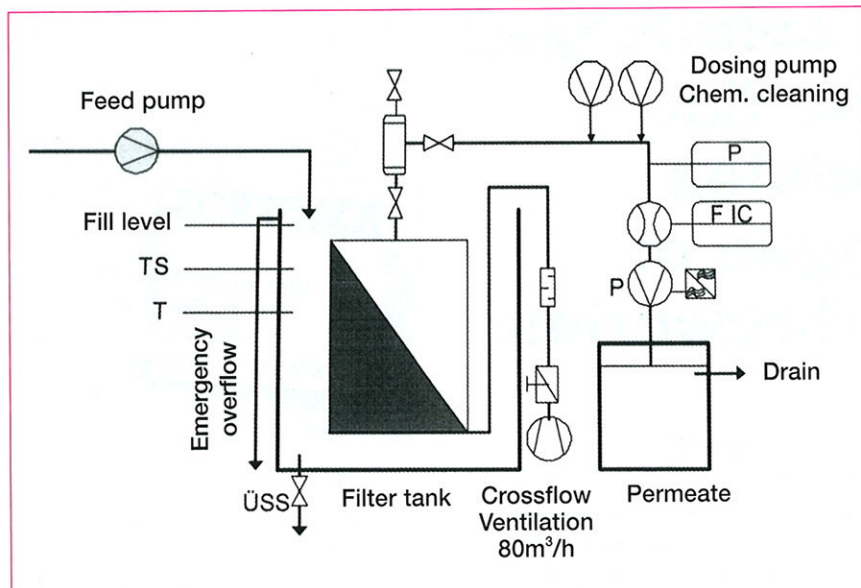 Dosing pump
Chem. cleaning
Feed pump
P
F IC
Fill level
TS
T
P
Emergency
overflow
Drain
ÜSS
Filter tank
Crossflow
Ventilation
80m³/h
Permeate